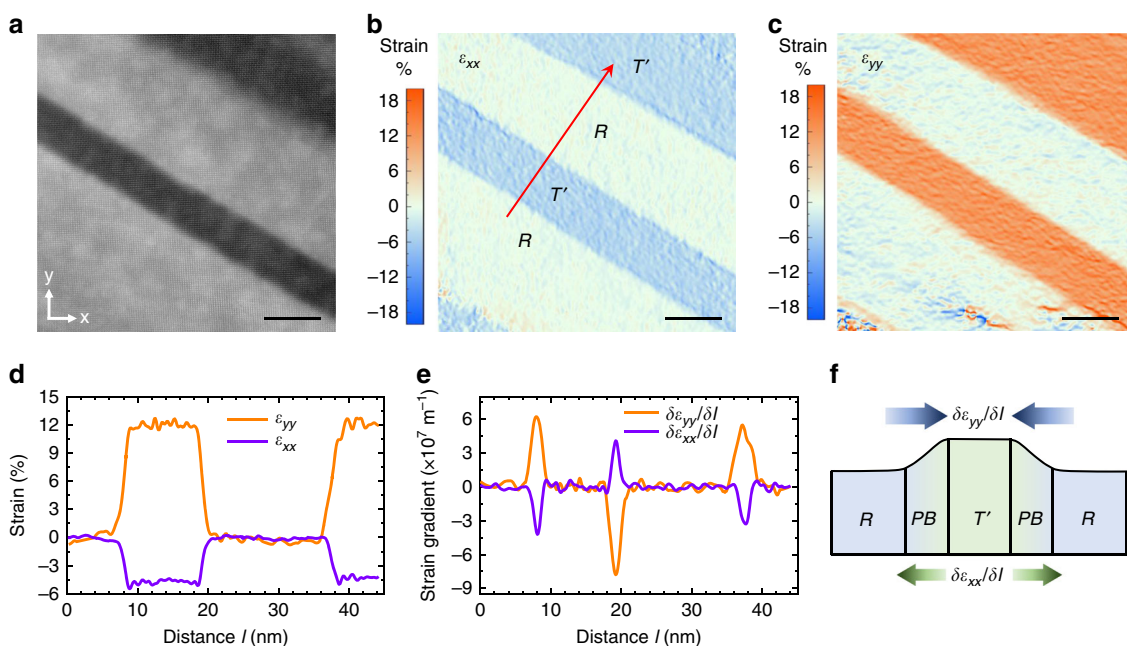 a
y
x
b
Strain
%
18
12
6
0
−6
−12
−18
εxx
T′
R
T′
R
c
Strain
%
18
12
6
0
−6
−12
−18
εyy
d
Strain (%)
15
12
9
6
3
0
−3
−6
εyy
εxx
0 10 20 30 40
Distance l (nm)
e
Strain gradient (×10⁷ m⁻¹)
6
3
0
−3
−6
−9
δεyy/δl
δεxx/δl
0 10 20 30 40
Distance l (nm)
f
δεyy/δl
R PB T′ PB R
δεxx/δl